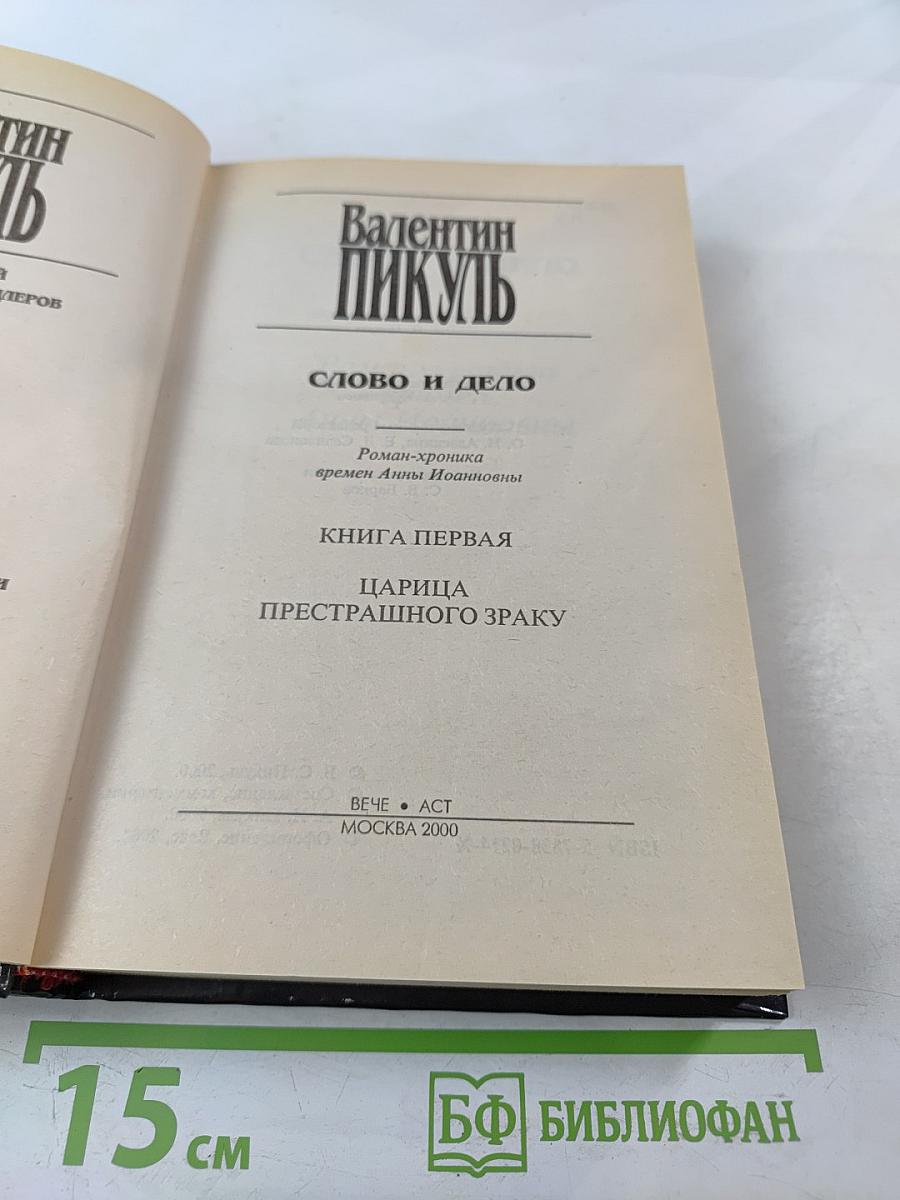 Валентин
ПИКУЛЬ
СЛОВО И ДЕЛО
Роман-хроника
времен Анны Иоанновны
КНИГА ПЕРВАЯ
ЦАРИЦА
ПРЕСТРАШНОГО ЗРАКУ
ВЕЧЕ • АСТ
МОСКВА 2000
15 см
БФ БИБЛИОФАН